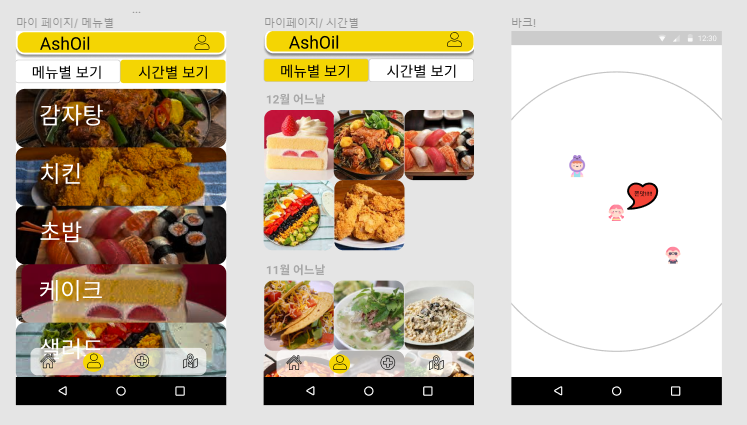 ...
마이 페이지/ 메뉴별
AshOil
메뉴별 보기
시간별 보기
감자탕
치킨
초밥
케이크
샐러드
마이페이지/ 시간별
AshOil
메뉴별 보기
시간별 보기
12월 어느날
11월 어느날
바크!
12:30